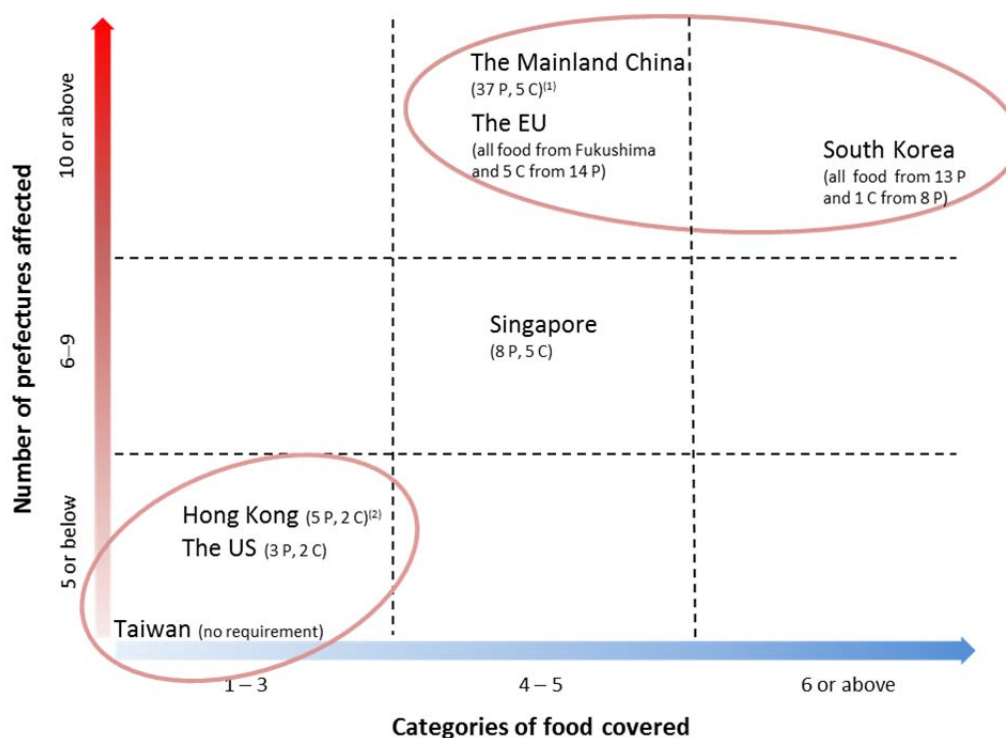 Number of prefectures affected
10 or above
6–9
5 or below
The Mainland China
(37 P, 5 C)(1)
The EU
(all food from Fukushima
and 5 C from 14 P)
South Korea
(all food from 13 P
and 1 C from 8 P)
Singapore
(8 P, 5 C)
Hong Kong (5 P, 2 C)(2)
The US (3 P, 2 C)
Taiwan (no requirement)
1 – 3
4 – 5
6 or above
Categories of food covered